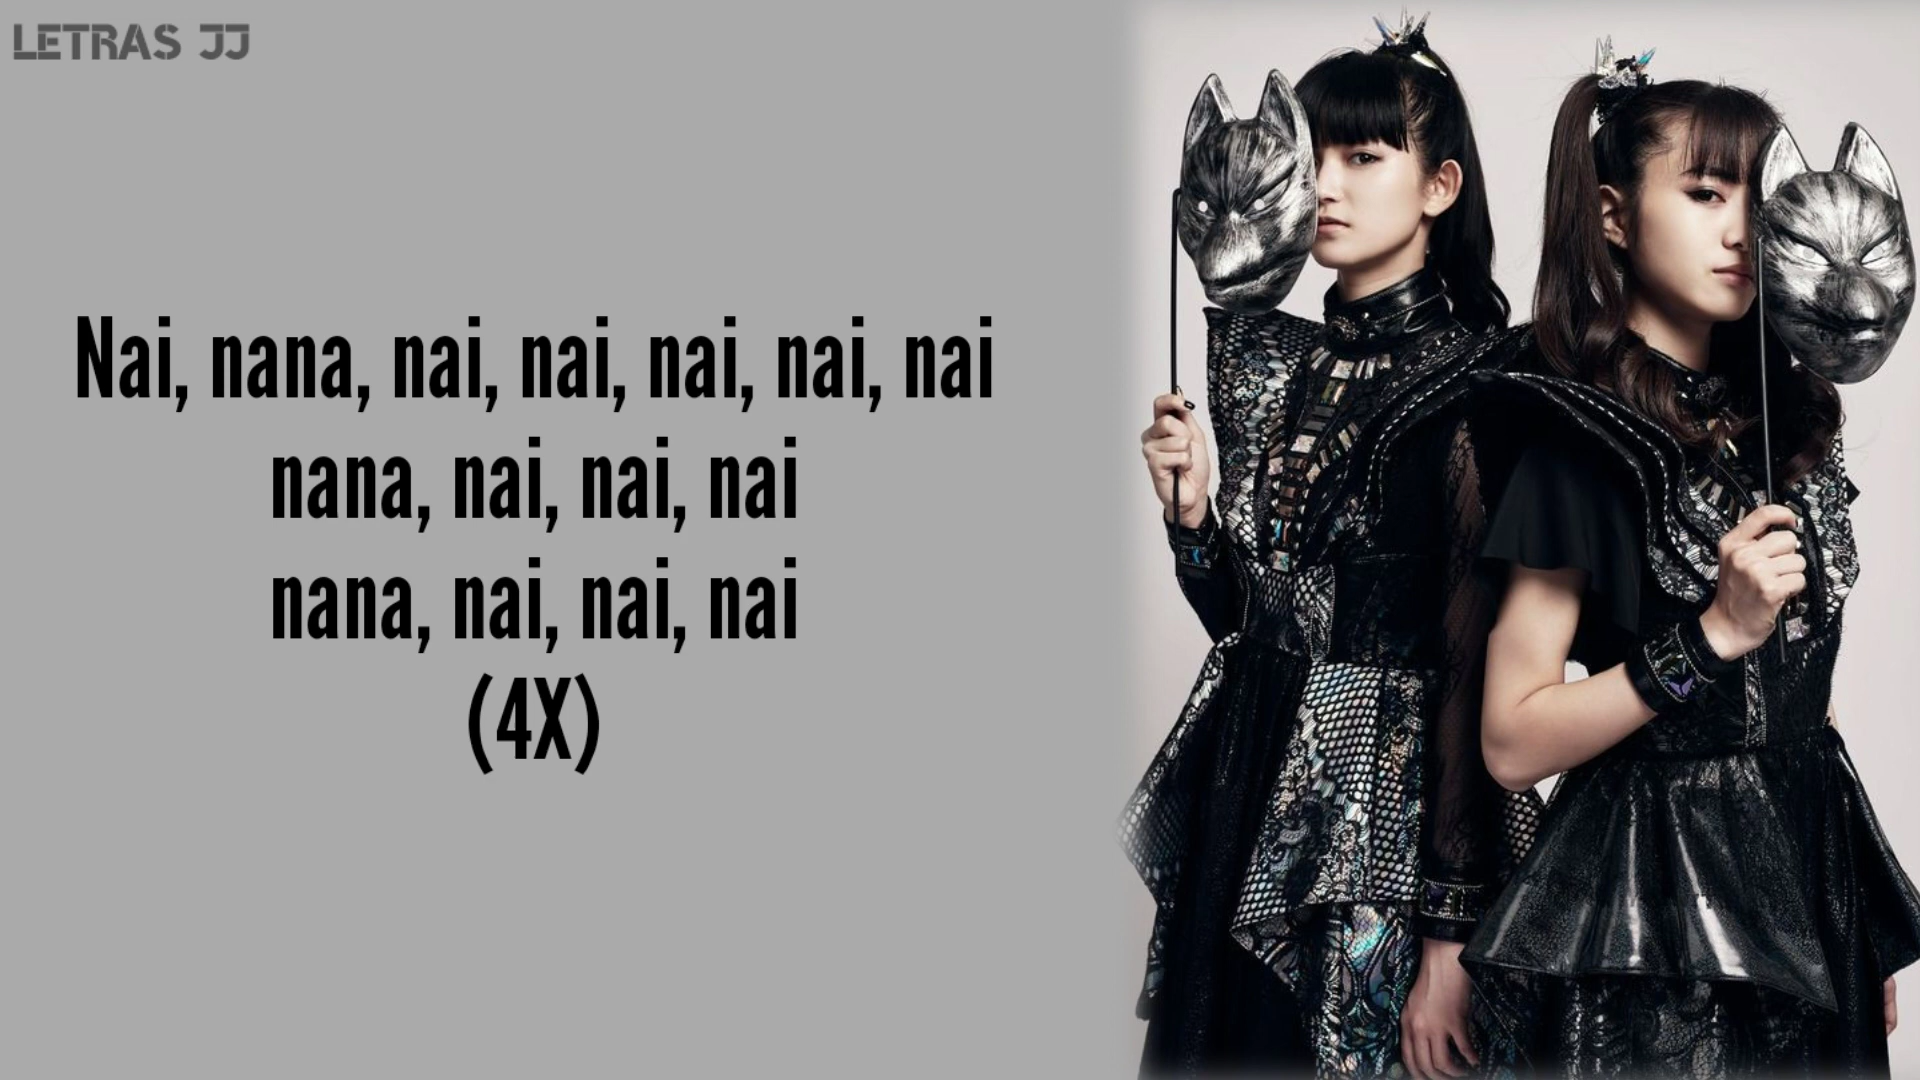 LETRAS JJ
Nai, nana, nai, nai, nai, nai, nai
nana, nai, nai, nai
nana, nai, nai, nai
(4X)